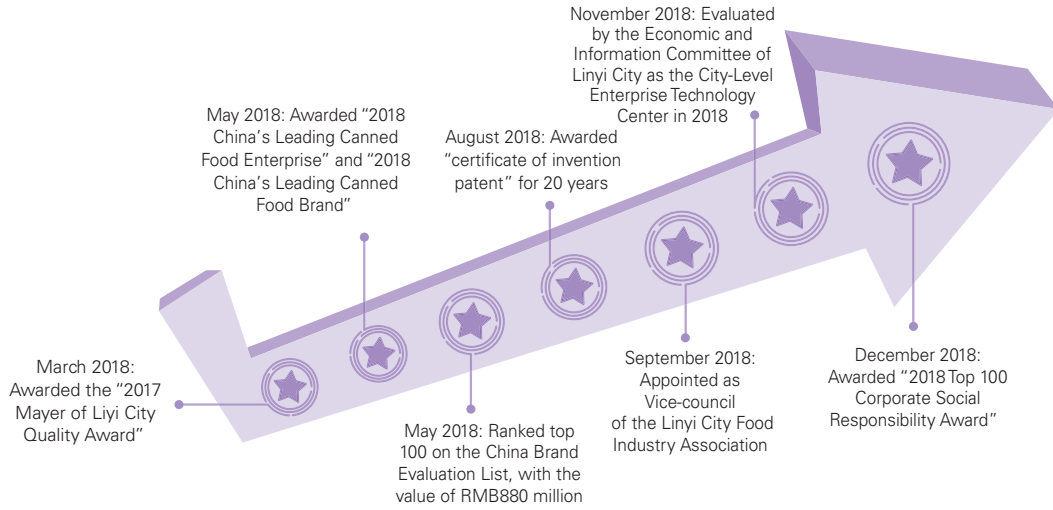 March 2018:
Awarded the “2017
Mayer of Liyi City
Quality Award”
May 2018: Awarded “2018
China’s Leading Canned
Food Enterprise” and “2018
China’s Leading Canned
Food Brand”
May 2018: Ranked top
100 on the China Brand
Evaluation List, with the
value of RMB880 million
August 2018: Awarded
“certificate of invention
patent” for 20 years
September 2018:
Appointed as
Vice-council
of the Linyi City Food
Industry Association
November 2018: Evaluated
by the Economic and
Information Committee of
Linyi City as the City-Level
Enterprise Technology
Center in 2018
December 2018:
Awarded “2018 Top 100
Corporate Social
Responsibility Award”